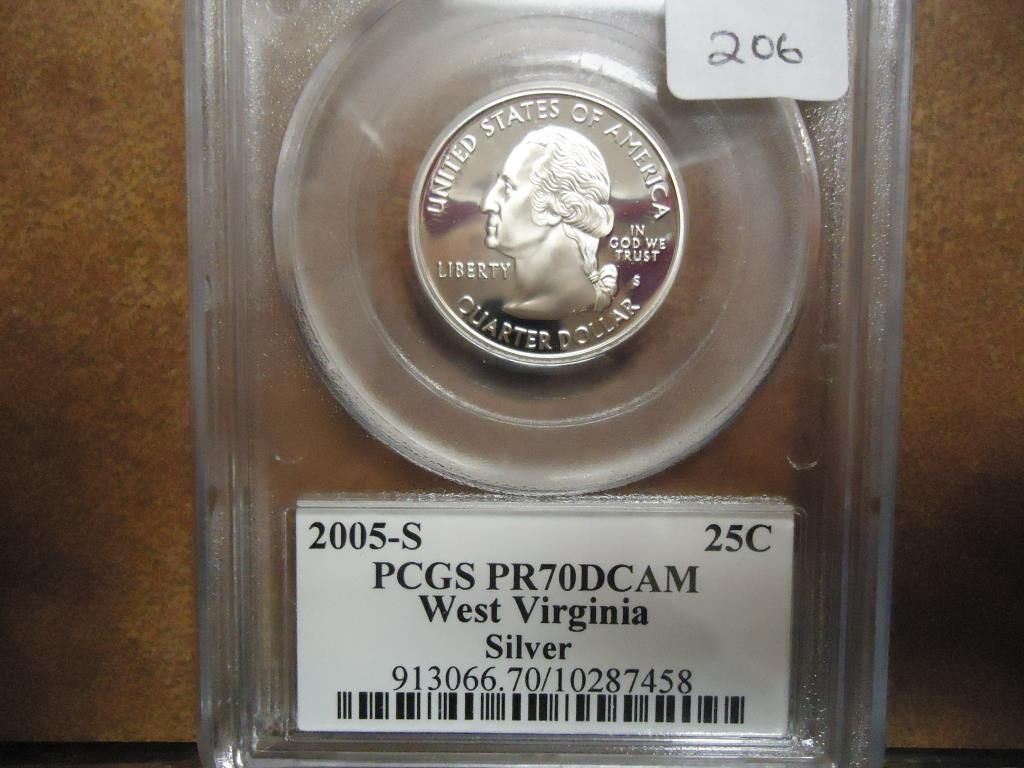 206
UNITED STATES OF AMERICA
IN
GOD WE
TRUST
LIBERTY
S
QUARTER DOLLAR
2005-S 25C
PCGS PR70DCAM
West Virginia
Silver
913066.70/10287458